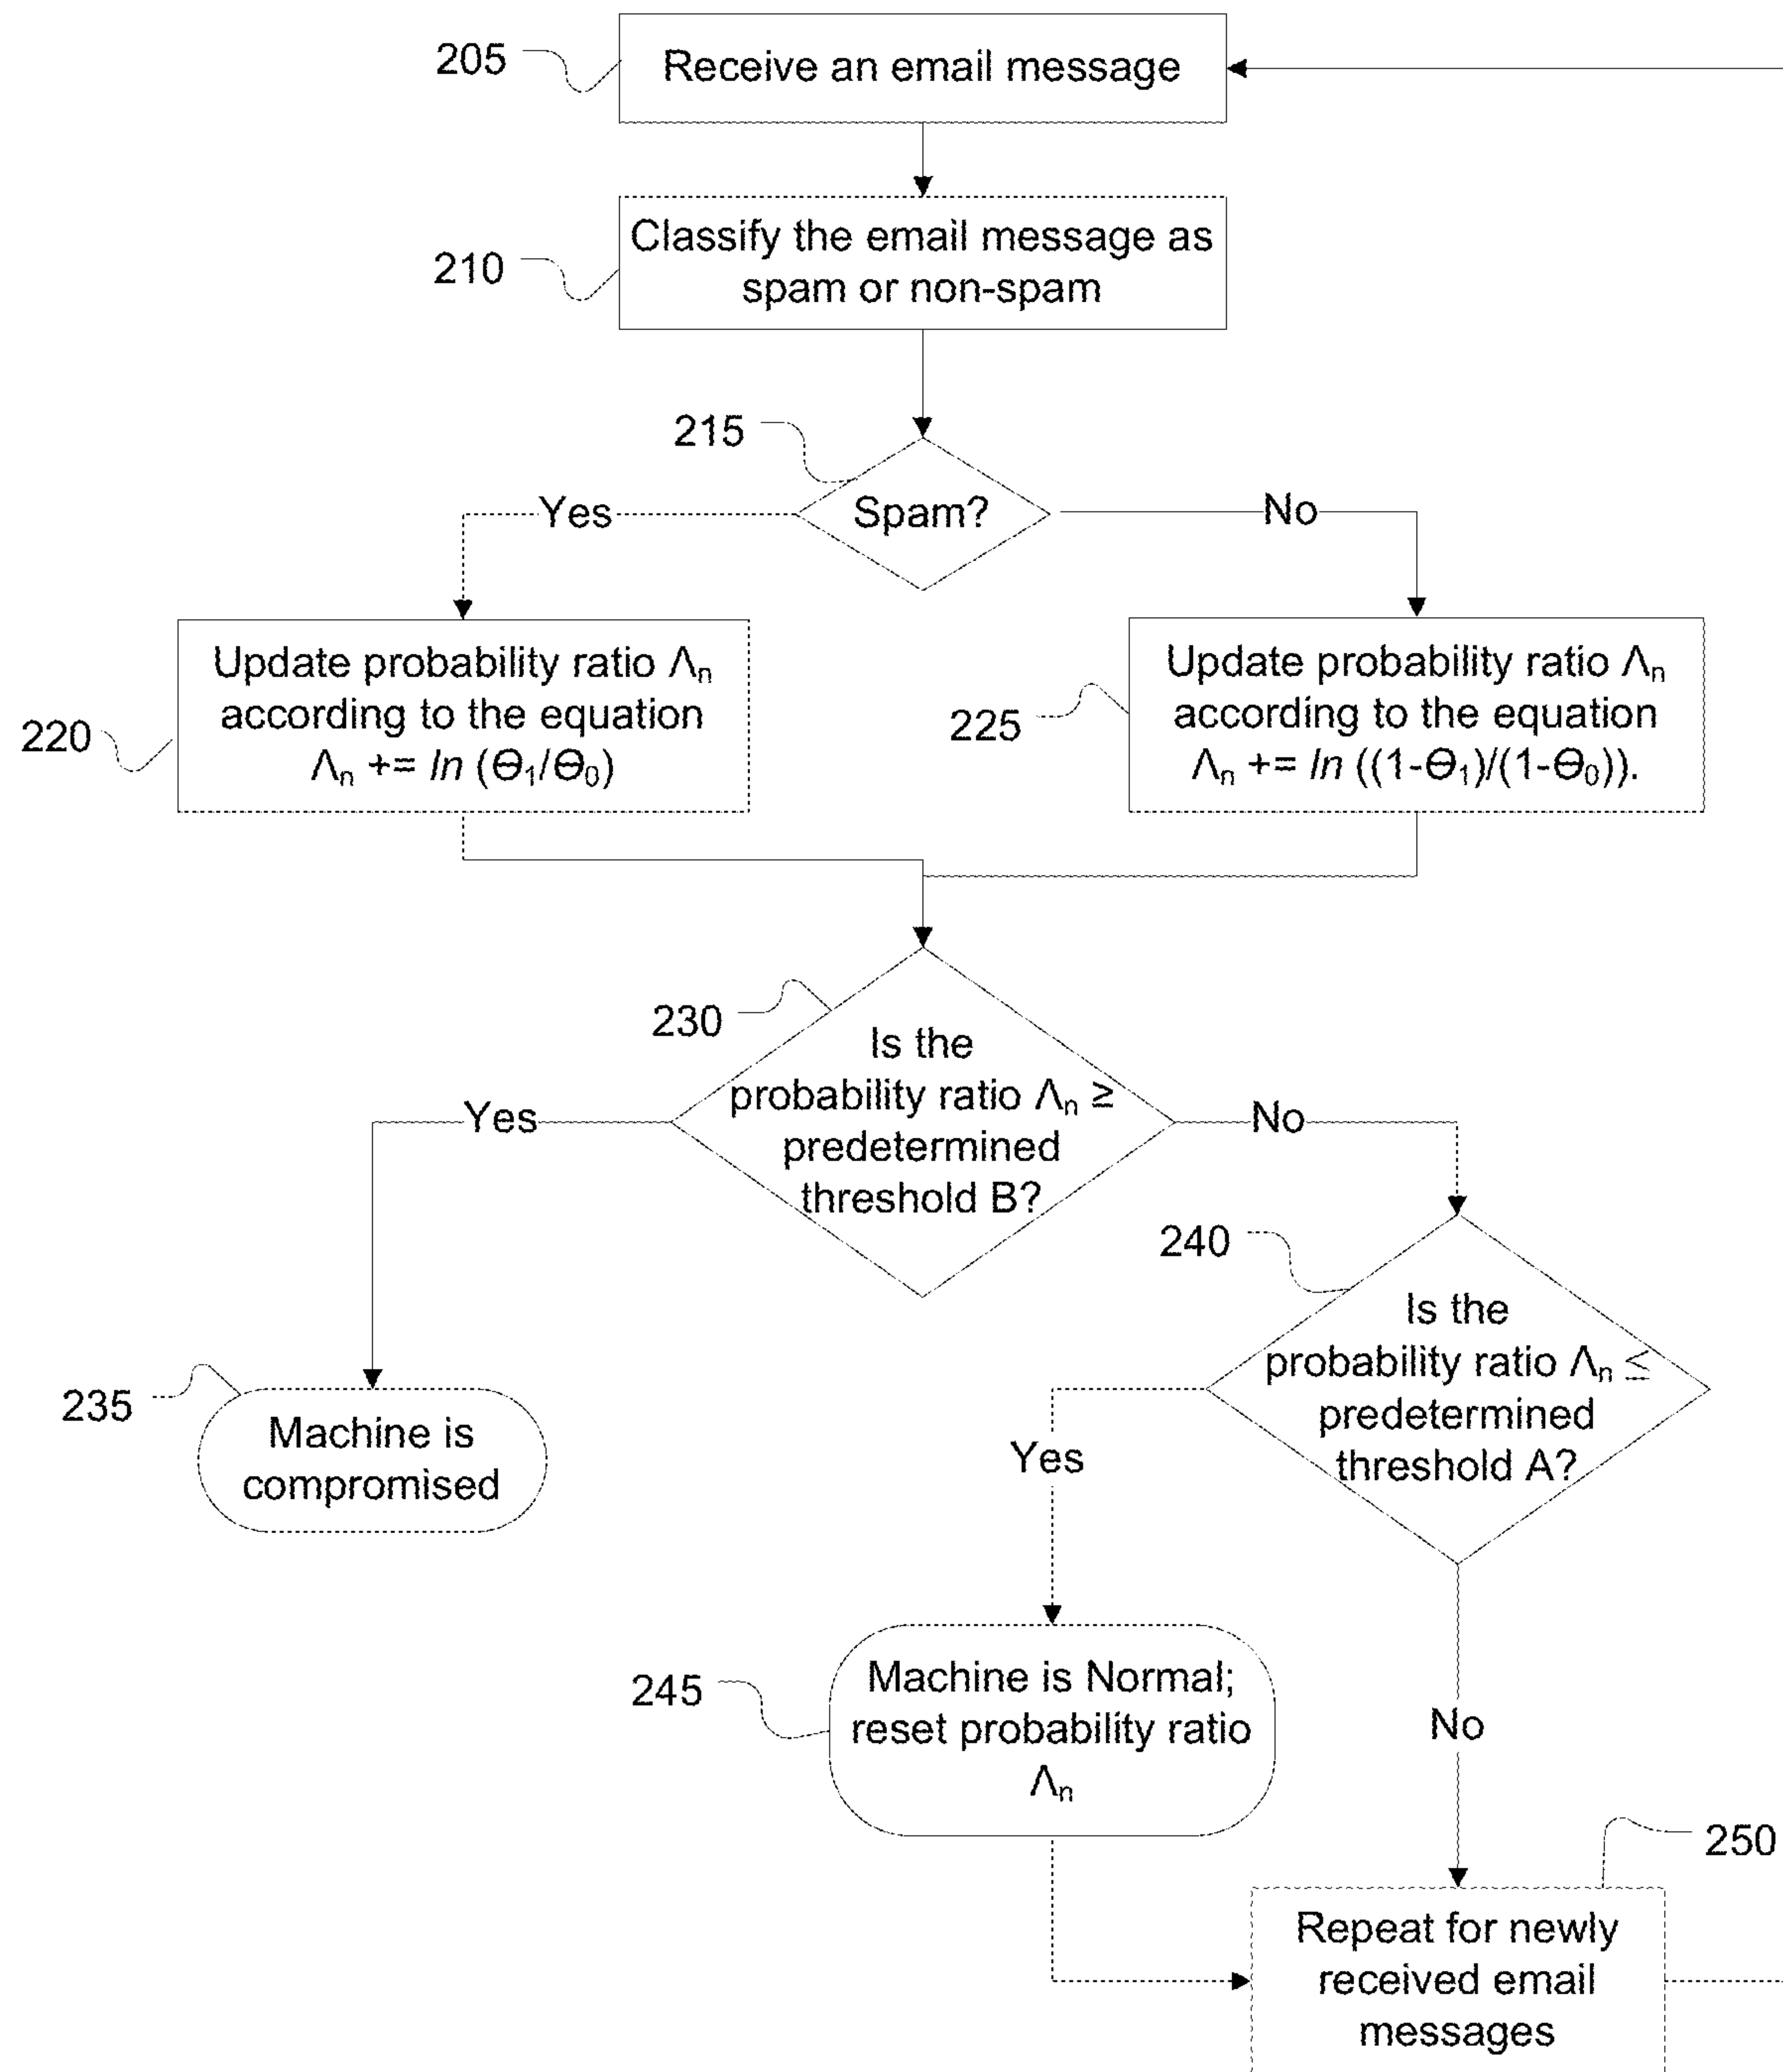 205
Receive an email message
210
Classify the email message as
spam or non-spam
215
Spam?
Yes
No
220
Update probability ratio Λn
according to the equation
Λn += ln (Θ1/Θ0)
225
Update probability ratio Λn
according to the equation
Λn += ln ((1-Θ1)/(1-Θ0)).
230
Is the
probability ratio Λn ≥
predetermined
threshold B?
Yes
No
235
Machine is
compromised
240
Is the
probability ratio Λn ≤
predetermined
threshold A?
Yes
No
245
Machine is Normal;
reset probability ratio
Λn
250
Repeat for newly
received email
messages